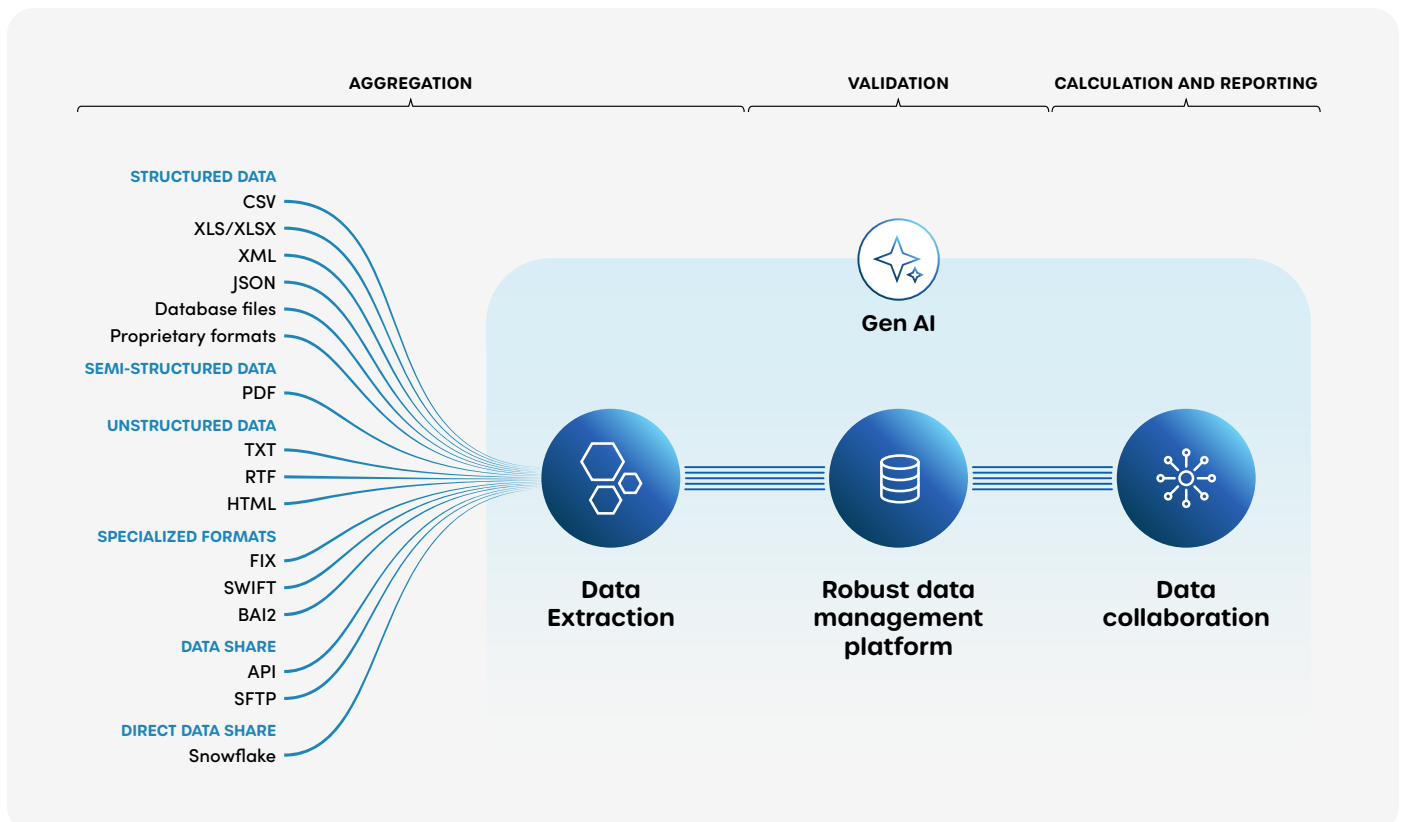 AGGREGATION
VALIDATION
CALCULATION AND REPORTING
STRUCTURED DATA
CSV
XLS/XLSX
XML
JSON
Database files
Proprietary formats
SEMI-STRUCTURED DATA
PDF
UNSTRUCTURED DATA
TXT
RTF
HTML
SPECIALIZED FORMATS
FIX
SWIFT
BAI2
DATA SHARE
API
SFTP
DIRECT DATA SHARE
Snowflake
Gen AI
Data
Extraction
Robust data
management
platform
Data
collaboration